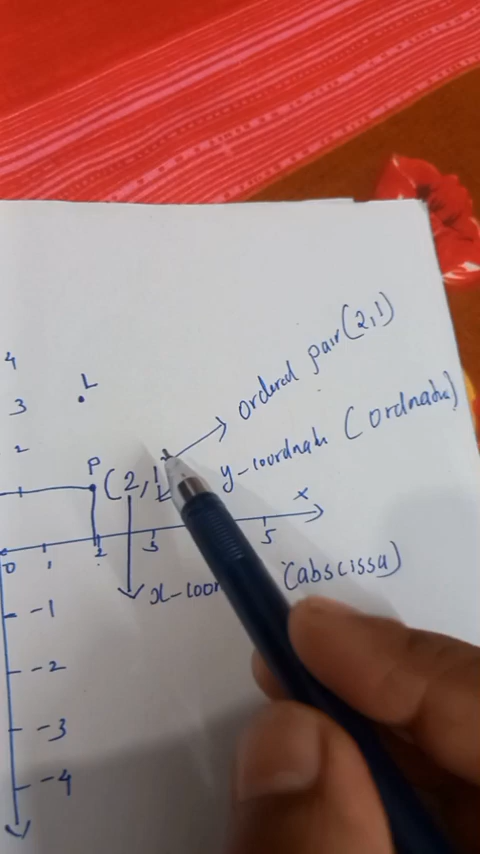 4
3
L
2
ordered pair (2,1)
P
(2,1
y-coordnate (ordnate)
x
0 1 2 3 5
x-coor
(abscissa)
-1
-2
-3
-4